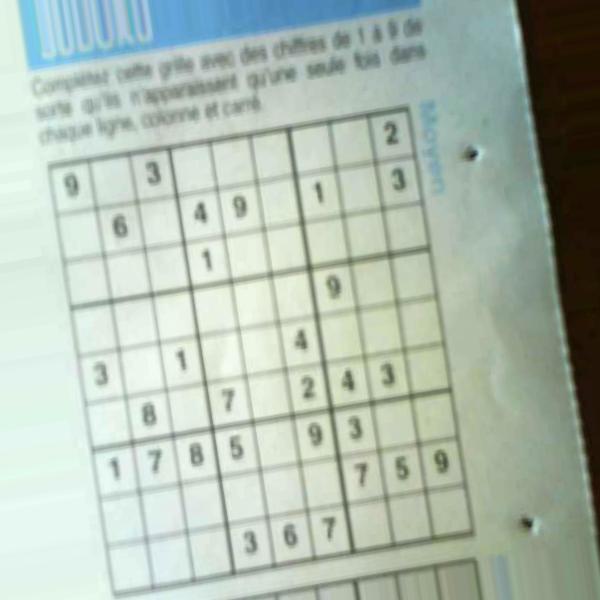 SUDOKU
Complétez cette grille avec des chiffres de 1 à 9 de
sorte qu'ils n'apparaissent qu'une seule fois dans
chaque ligne, colonne et carré.
Moyen
9 3 2
6 4 9 1 3
1
9
3 1 4
8 7 2 4 3
1 7 8 5 9 3
7 5 9
3 6 7